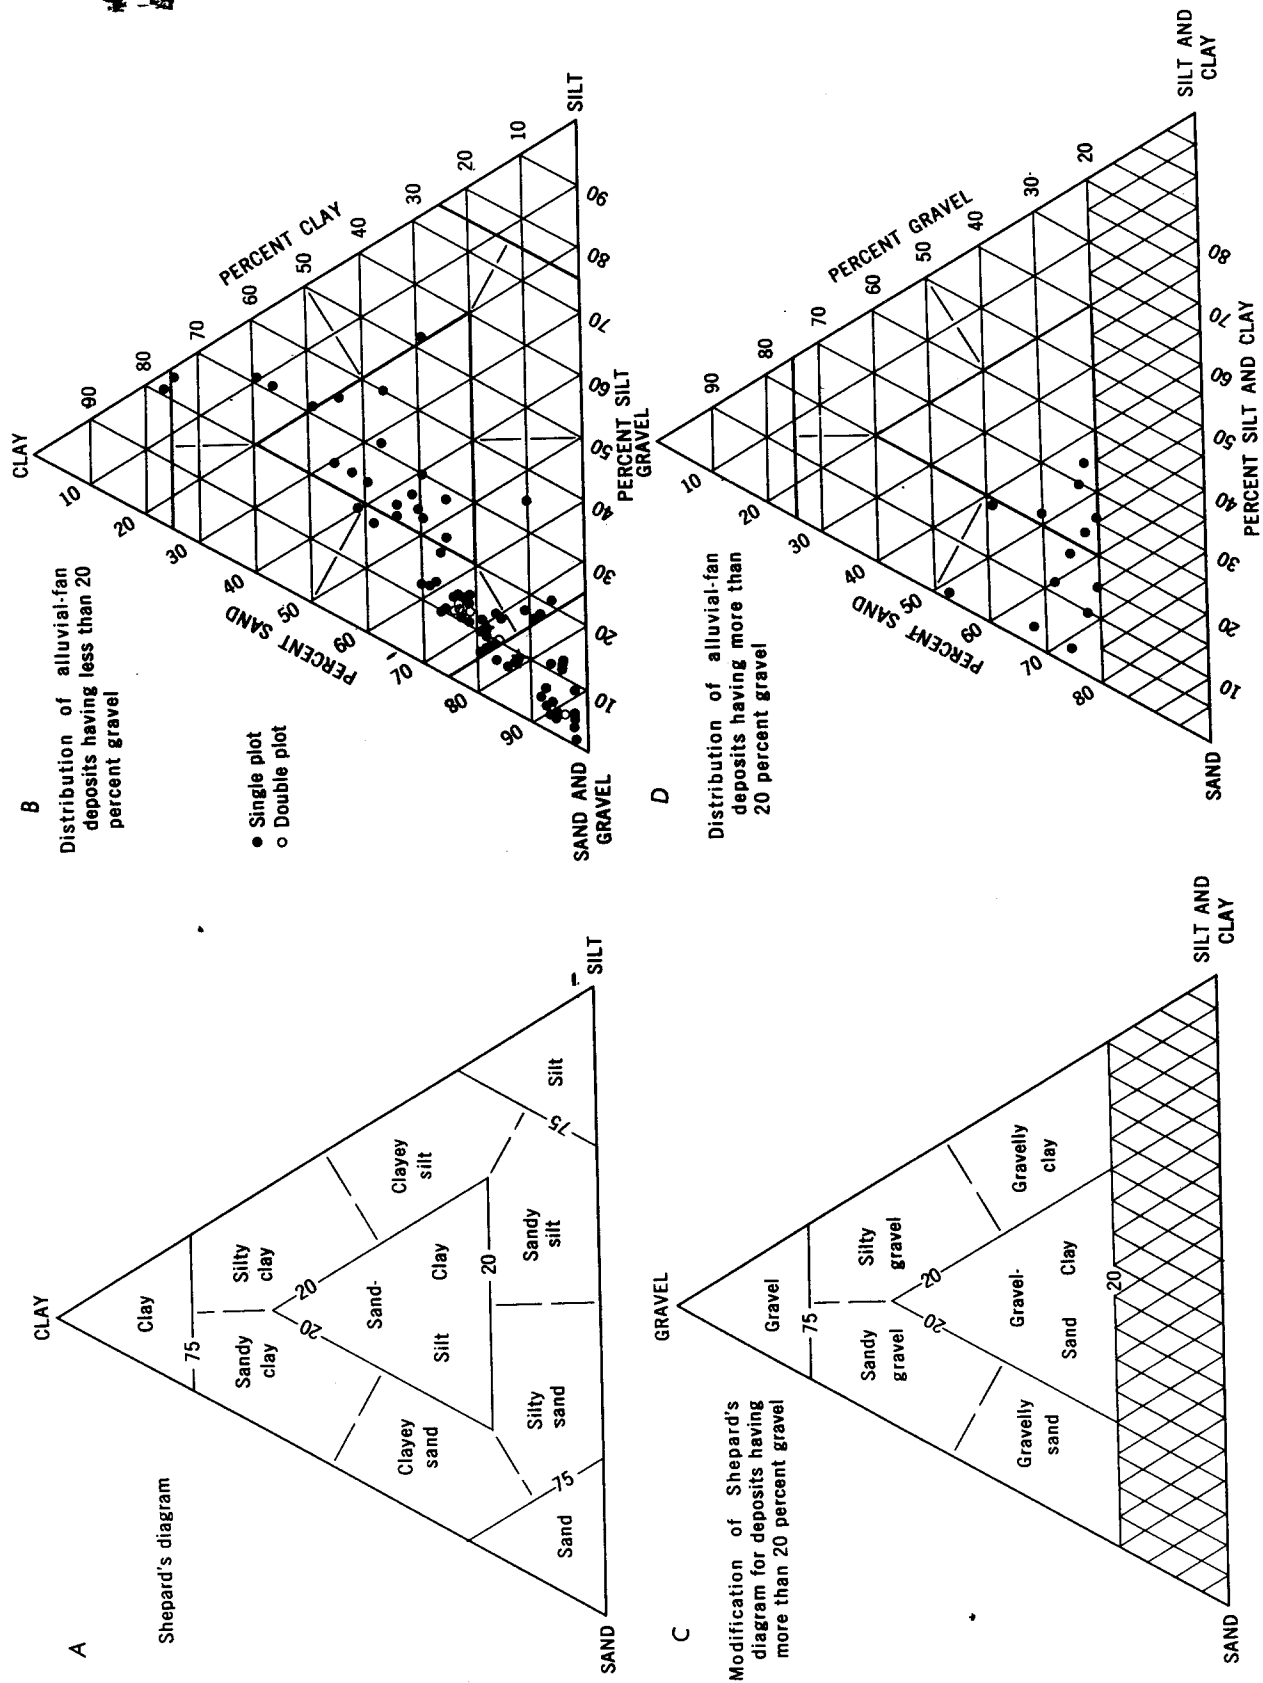 A
Shepard's diagram
CLAY
Clay
75
Sandy
clay
Silty
clay
20
20
Sand-
Silt
Clay
20
Clayey
sand
Clayey
silt
Sand
75
Silty
sand
Sandy
silt
75
Silt
SAND
SILT
B
Distribution of alluvial-fan
deposits having less than 20
percent gravel
● Single plot
○ Double plot
CLAY
10
20
30
40
50
60
70
80
90
PERCENT SAND
90
80
70
60
50
40
30
20
10
PERCENT CLAY
10
20
30
40
50
60
70
80
90
SAND AND
GRAVEL
PERCENT SILT
GRAVEL
SILT
C
Modification of Shepard's
diagram for deposits having
more than 20 percent gravel
GRAVEL
Gravel
75
Sandy
gravel
Silty
gravel
20
20
Gravel-
Sand
Clay
20
Gravelly
sand
Gravelly
clay
SAND
SILT AND
CLAY
D
Distribution of alluvial-fan
deposits having more than
20 percent gravel
10
20
30
40
50
60
70
80
PERCENT SAND
90
80
70
60
50
40
30
20
PERCENT GRAVEL
10
20
30
40
50
60
70
80
SAND
PERCENT SILT AND CLAY
SILT AND
CLAY